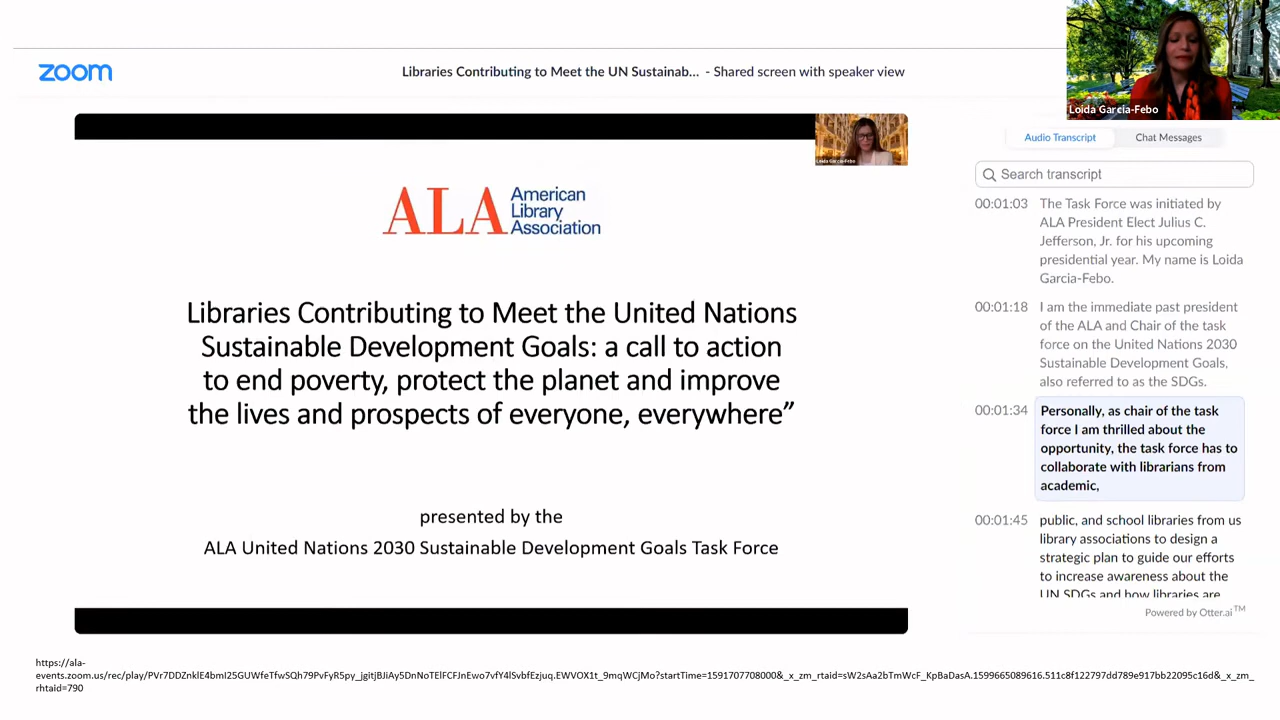 zoom
Libraries Contributing to Meet the UN Sustainab... - Shared screen with speaker view
Loida Garcia-Febo
Loida Garcia-Febo
ALA American
Library
Association
Libraries Contributing to Meet the United Nations
Sustainable Development Goals: a call to action
to end poverty, protect the planet and improve
the lives and prospects of everyone, everywhere”
presented by the
ALA United Nations 2030 Sustainable Development Goals Task Force
Audio Transcript Chat Messages
Search transcript
00:01:03 The Task Force was initiated by
ALA President Elect Julius C.
Jefferson, Jr. for his upcoming
presidential year. My name is Loida
Garcia-Febo.
00:01:18 I am the immediate past president
of the ALA and Chair of the task
force on the United Nations 2030
Sustainable Development Goals,
also referred to as the SDGs.
00:01:34 Personally, as chair of the task
force I am thrilled about the
opportunity, the task force has to
collaborate with librarians from
academic,
00:01:45 public, and school libraries from us
library associations to design a
strategic plan to guide our efforts
to increase awareness about the
UN SDGs and how libraries are
Powered by Otter.ai™
https://ala-
events.zoom.us/rec/play/PVr7DDZnklE4bmI25GUWfeTfwSQh79PvFyR5py_jgitjBJiAy5DnNoTElFCFJnEwo7vfY4lSvbfEzjuq.EWVOX1t_9mqWCjMo?startTime=1591707708000&_x_zm_rtaid=sW2sAa2bTmWcF_KpBaDasA.1599665089616.511c8f122797dd789e917bb22095c16d&_x_zm_
rhtaid=790